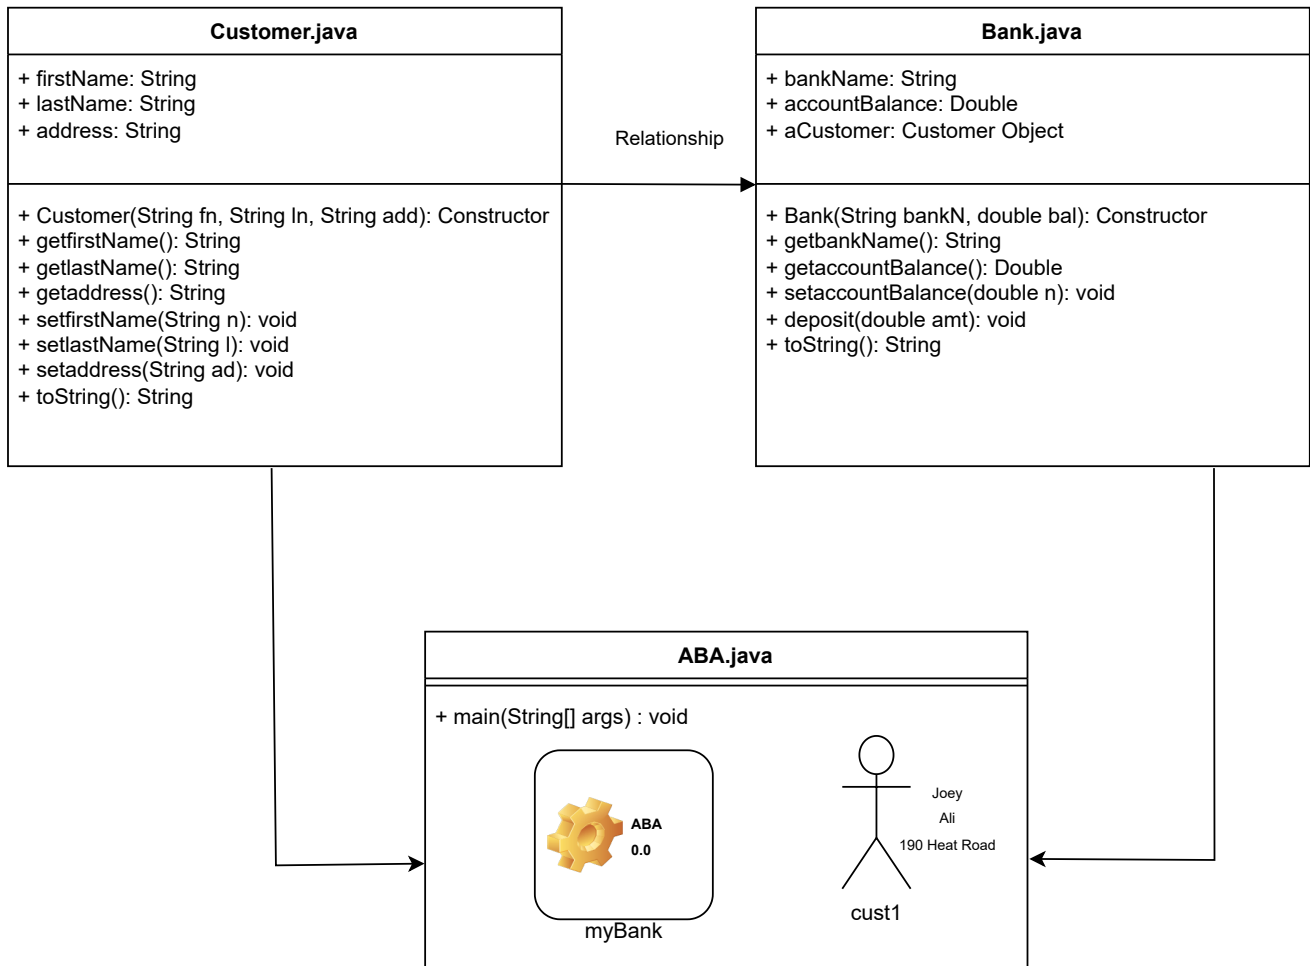 Customer.java
+ firstName: String
+ lastName: String
+ address: String
+ Customer(String fn, String ln, String add): Constructor
+ getfirstName(): String
+ getlastName(): String
+ getaddress(): String
+ setfirstName(String n): void
+ setlastName(String l): void
+ setaddress(String ad): void
+ toString(): String
Relationship
Bank.java
+ bankName: String
+ accountBalance: Double
+ aCustomer: Customer Object
+ Bank(String bankN, double bal): Constructor
+ getbankName(): String
+ getaccountBalance(): Double
+ setaccountBalance(double n): void
+ deposit(double amt): void
+ toString(): String
ABA.java
+ main(String[] args) : void
ABA
0.0
myBank
Joey
Ali
190 Heat Road
cust1